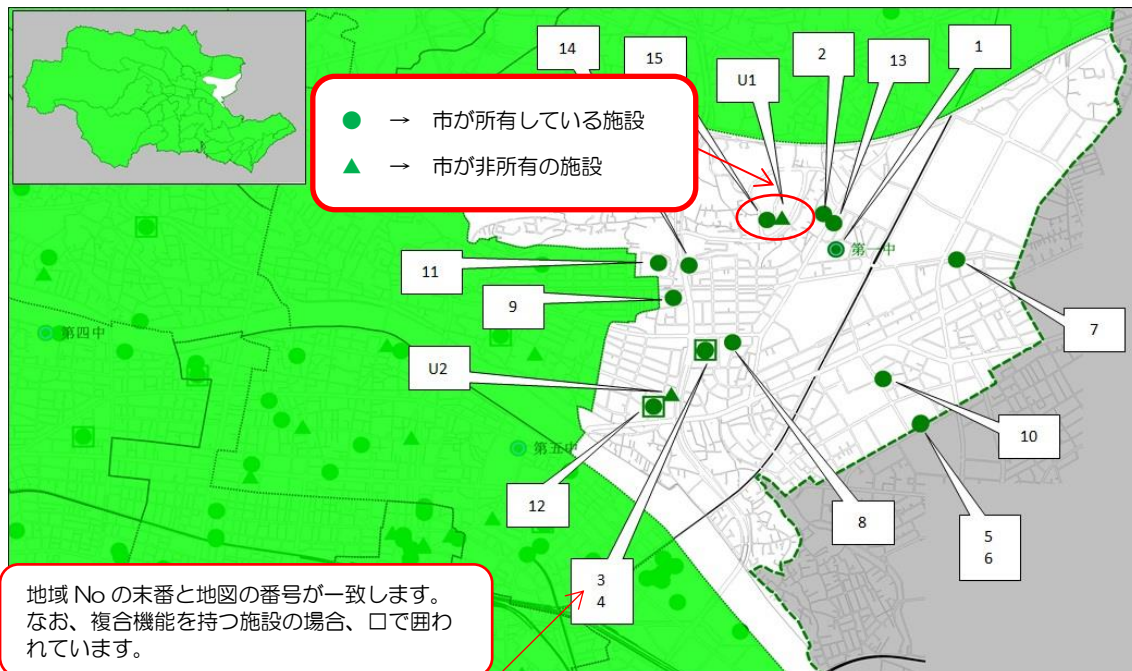 14
15
U1
2
13
1
● → 市が所有している施設
▲ → 市が非所有の施設
第一中
11
9
7
第四中
U2
第五中
10
12
8
5
6
3
4
地域 No の末番と地図の番号が一致します。
なお、複合機能を持つ施設の場合、口で囲わ
れています。